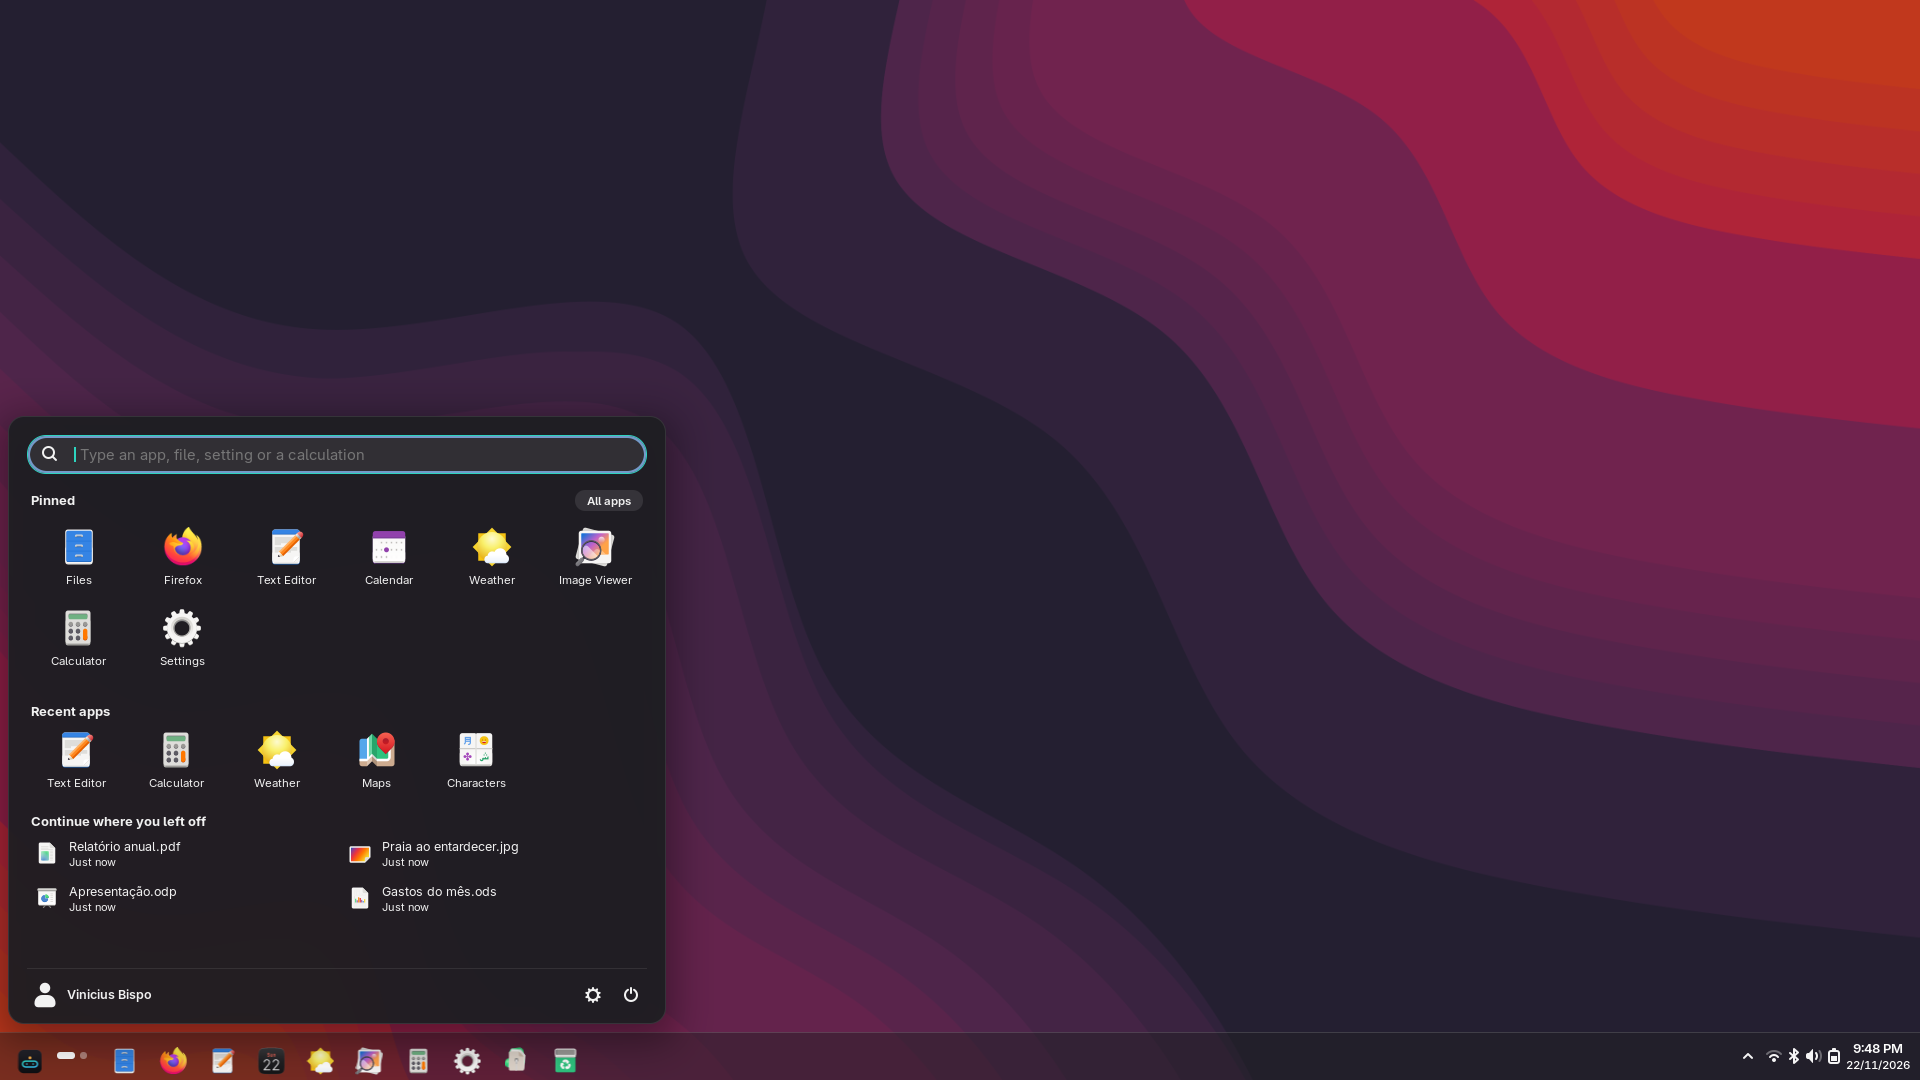 Type an app, file, setting or a calculation
Pinned
All apps
Files
Firefox
Text Editor
Calendar
Weather
Image Viewer
Calculator
Settings
Recent apps
Text Editor
Calculator
Weather
Maps
Characters
Continue where you left off
Relatório anual.pdf
Just now
Praia ao entardecer.jpg
Just now
Apresentação.odp
Just now
Gastos do mês.ods
Just now
Vinicius Bispo
22
9:48 PM
22/11/2026